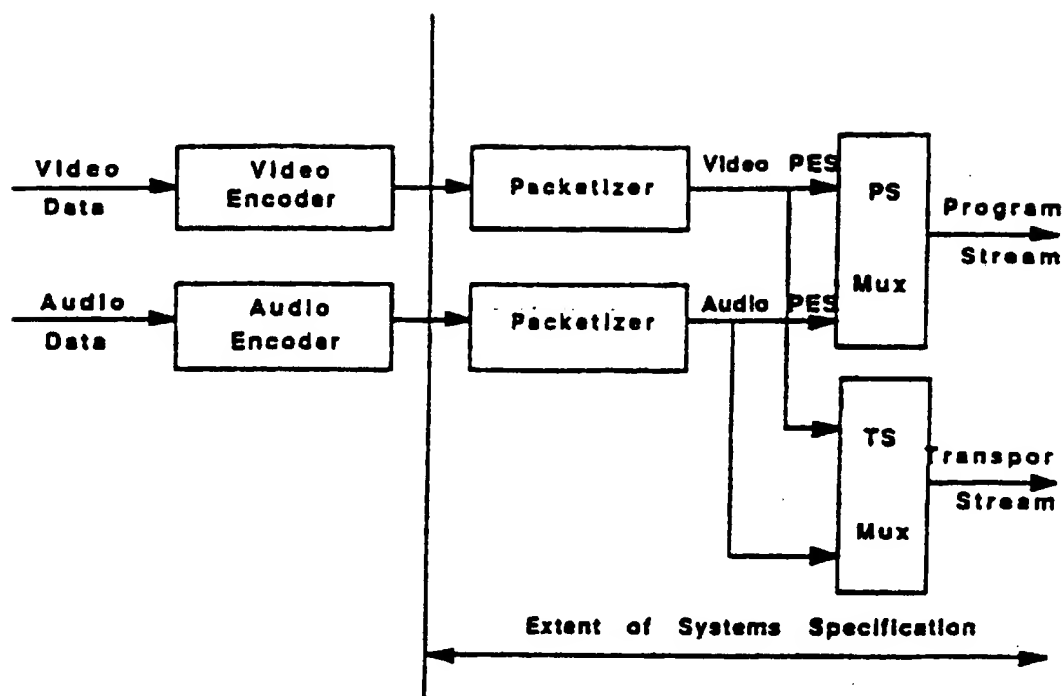 Video
Data
Video
Encoder
Packetizer
Video PES
PS
Mux
Program
Stream
Audio
Data
Audio
Encoder
Packetizer
Audio PES
TS
Mux
Transpor
Stream
Extent of Systems Specification